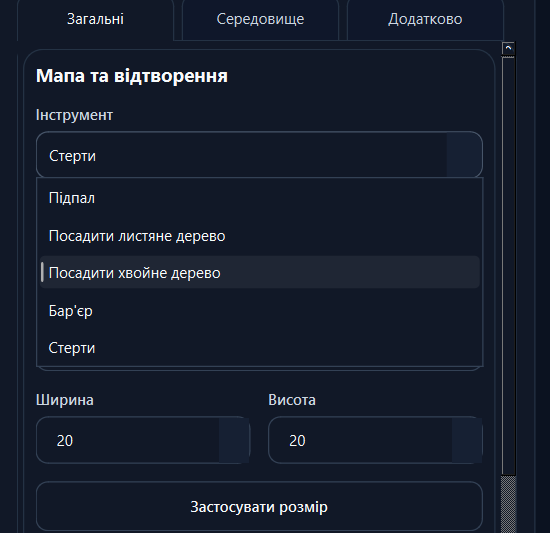 Загальні
Середовище
Додатково
Мапа та відтворення
Інструмент
Стерти
Підпал
Посадити листяне дерево
Посадити хвойне дерево
Бар'єр
Стерти
Ширина
Висота
20
20
Застосувати розмір